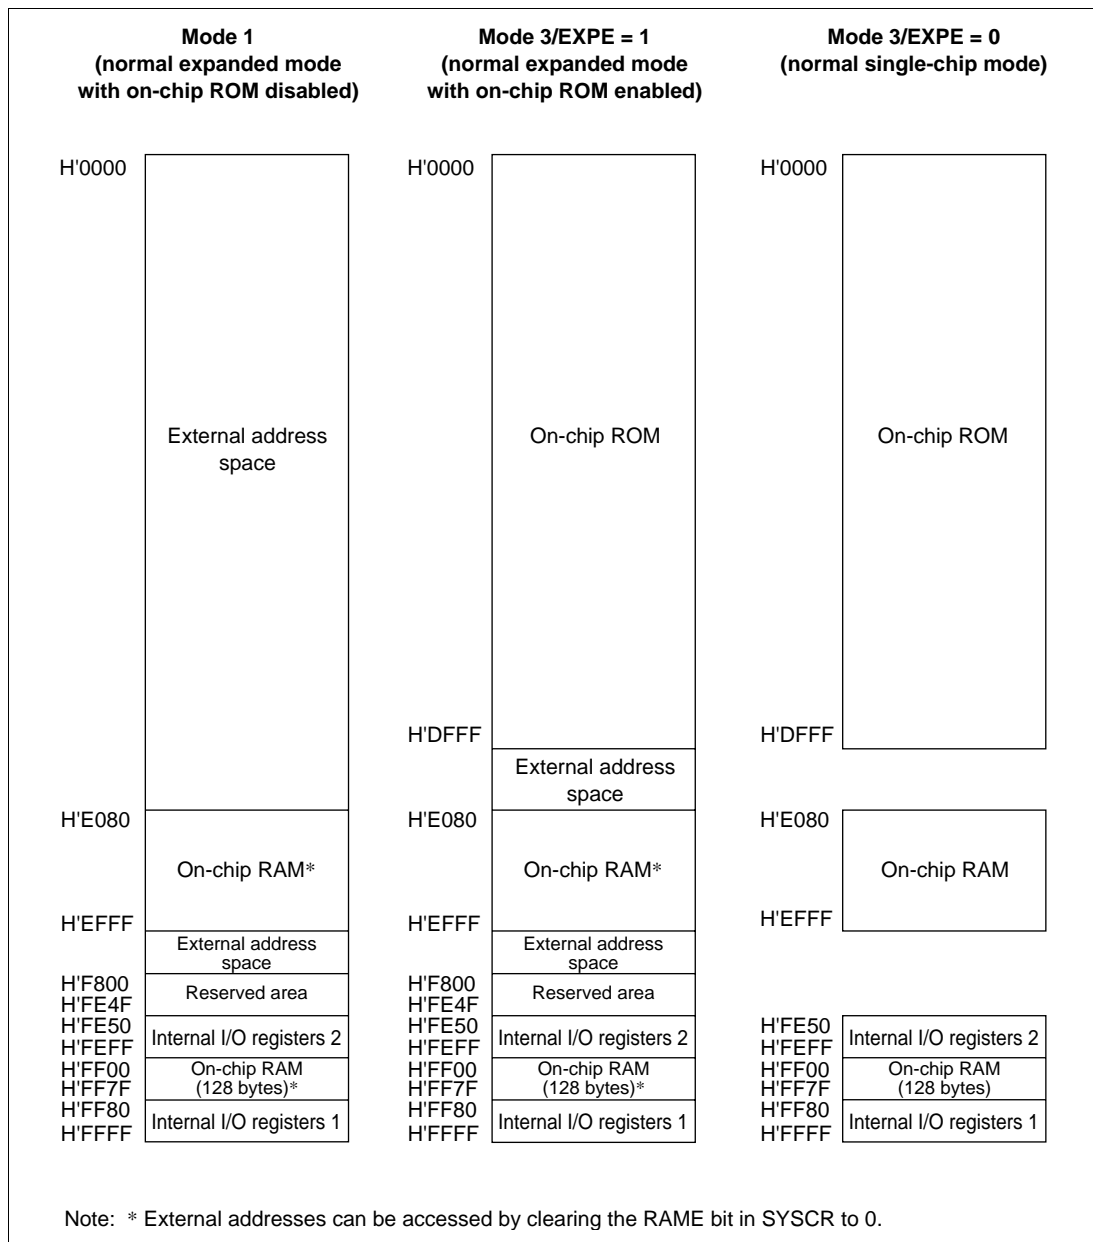 Mode 1
(normal expanded mode
with on-chip ROM disabled)
H'0000
External address
space
H'E080
On-chip RAM*
H'EFFF
External address
space
H'F800
Reserved area
H'FE4F
H'FE50
Internal I/O registers 2
H'FEFF
H'FF00
On-chip RAM
(128 bytes)*
H'FF7F
H'FF80
Internal I/O registers 1
H'FFFF
Mode 3/EXPE = 1
(normal expanded mode
with on-chip ROM enabled)
H'0000
On-chip ROM
H'DFFF
External address
space
H'E080
On-chip RAM*
H'EFFF
External address
space
H'F800
Reserved area
H'FE4F
H'FE50
Internal I/O registers 2
H'FEFF
H'FF00
On-chip RAM
(128 bytes)*
H'FF7F
H'FF80
Internal I/O registers 1
H'FFFF
Mode 3/EXPE = 0
(normal single-chip mode)
H'0000
On-chip ROM
H'DFFF
H'E080
On-chip RAM
H'EFFF
H'FE50
Internal I/O registers 2
H'FEFF
H'FF00
On-chip RAM
(128 bytes)
H'FF7F
H'FF80
Internal I/O registers 1
H'FFFF
Note: * External addresses can be accessed by clearing the RAME bit in SYSCR to 0.